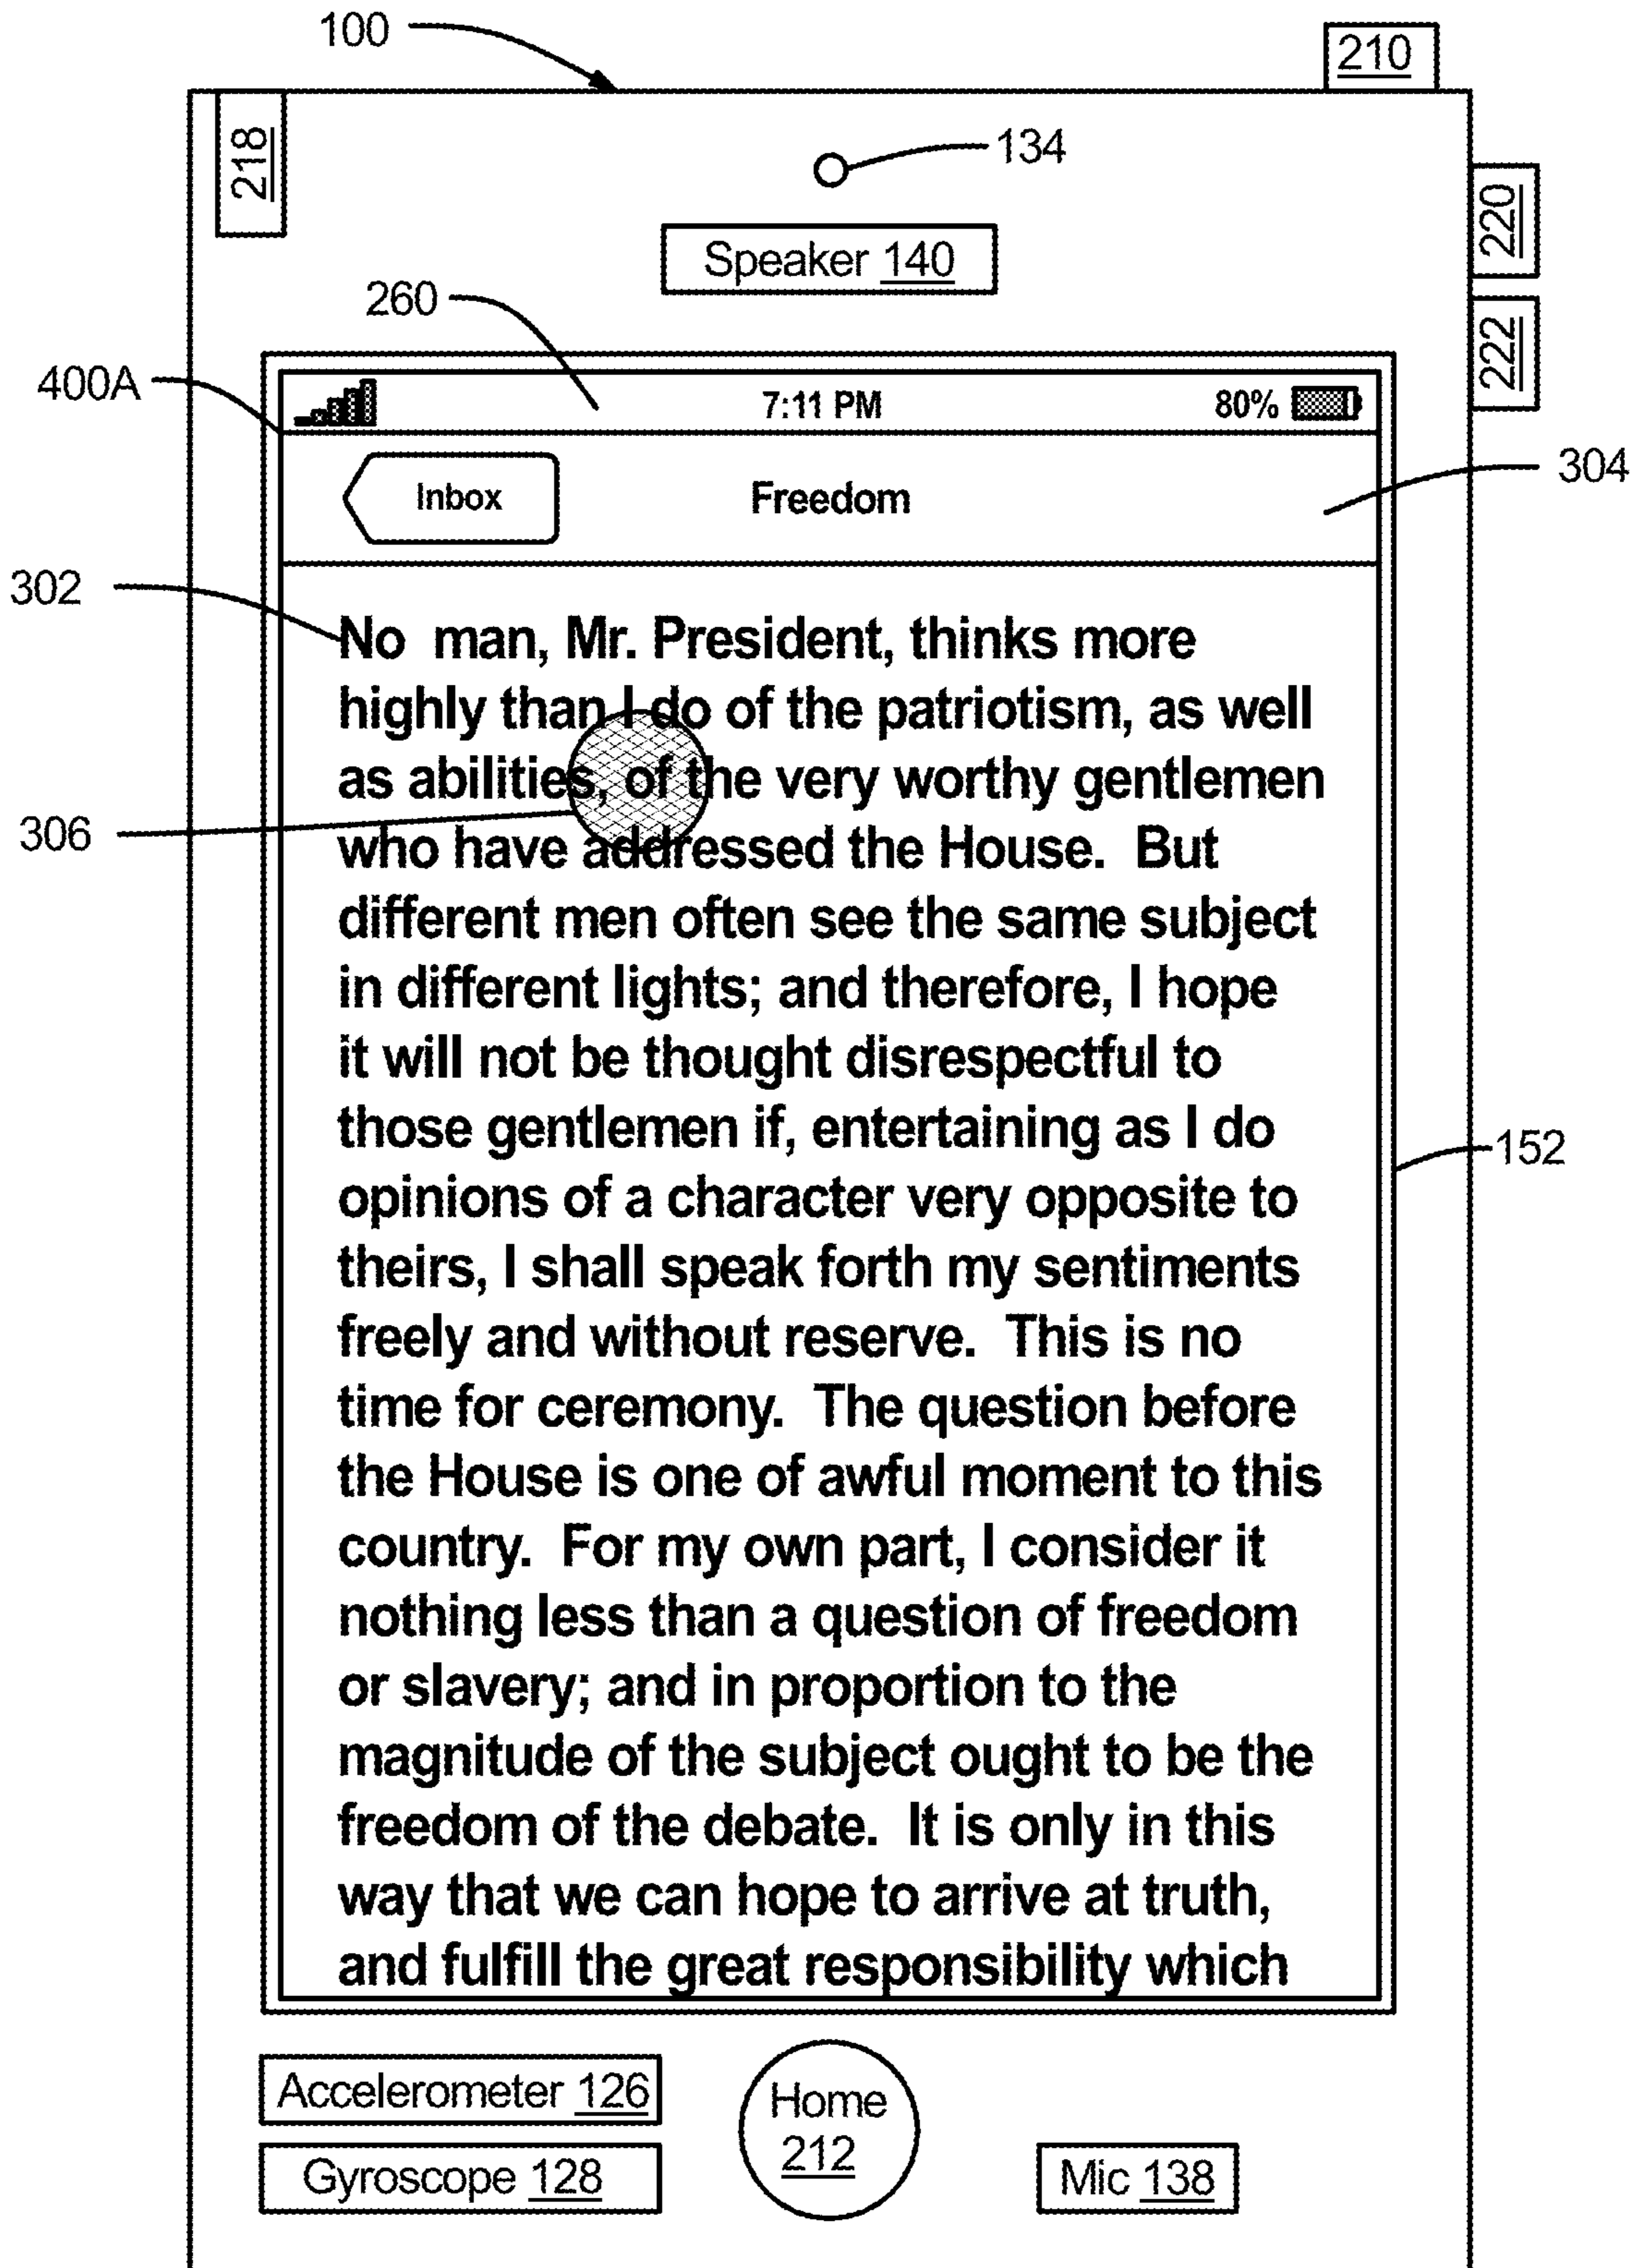 100
210
218
134
220
Speaker 140
260
222
400A
7:11 PM
80%
304
Inbox
Freedom
302
No man, Mr. President, thinks more
highly than I do of the patriotism, as well
as abilities, of the very worthy gentlemen
306
who have addressed the House. But
different men often see the same subject
in different lights; and therefore, I hope
it will not be thought disrespectful to
those gentlemen if, entertaining as I do
152
opinions of a character very opposite to
theirs, I shall speak forth my sentiments
freely and without reserve. This is no
time for ceremony. The question before
the House is one of awful moment to this
country. For my own part, I consider it
nothing less than a question of freedom
or slavery; and in proportion to the
magnitude of the subject ought to be the
freedom of the debate. It is only in this
way that we can hope to arrive at truth,
and fulfill the great responsibility which
Accelerometer 126
Home
212
Gyroscope 128
Mic 138